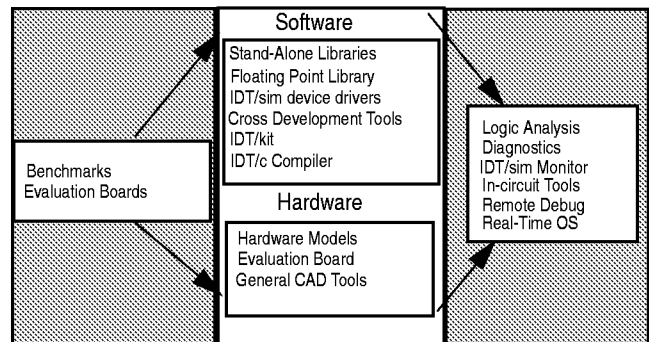 Benchmarks
Evaluation Boards
Software
Stand-Alone Libraries
Floating Point Library
IDT/sim device drivers
Cross Development Tools
IDT/kit
IDT/c Compiler
Hardware
Hardware Models
Evaluation Board
General CAD Tools
Logic Analysis
Diagnostics
IDT/sim Monitor
In-circuit Tools
Remote Debug
Real-Time OS